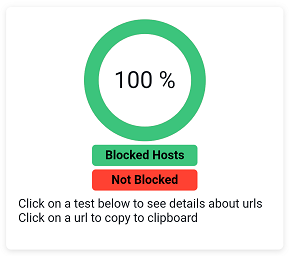 100 %
Blocked Hosts
Not Blocked
Click on a test below to see details about urls
Click on a url to copy to clipboard